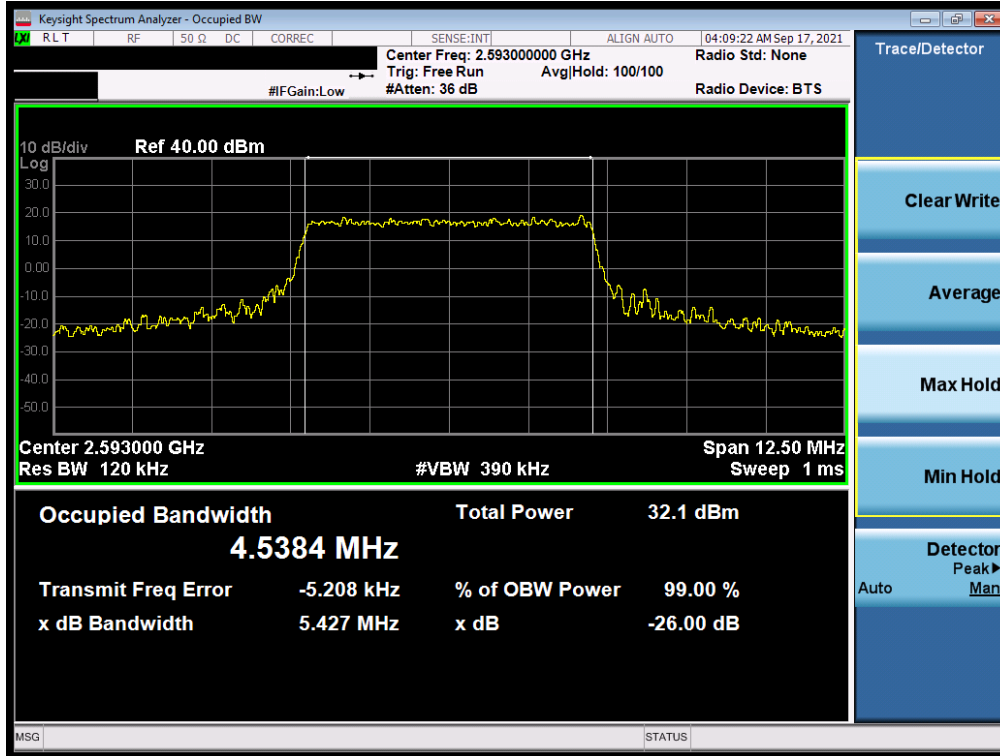 Keysight Spectrum Analyzer - Occupied BW
LXI RLT RF 50 Ω DC CORREC SENSE:INT ALIGN AUTO 04:09:22 AM Sep 17, 2021
Center Freq: 2.593000000 GHz Radio Std: None
Trig: Free Run Avg|Hold: 100/100
#IFGain:Low #Atten: 36 dB Radio Device: BTS
Trace/Detector
10 dB/div Ref 40.00 dBm
Log
30.0
20.0
10.0
0.00
-10.0
-20.0
-30.0
-40.0
-50.0
Center 2.593000 GHz Span 12.50 MHz
Res BW 120 kHz #VBW 390 kHz Sweep 1 ms
Occupied Bandwidth Total Power 32.1 dBm
4.5384 MHz
Transmit Freq Error -5.208 kHz % of OBW Power 99.00 %
x dB Bandwidth 5.427 MHz x dB -26.00 dB
Clear Write
Average
Max Hold
Min Hold
Detector
Peak▶
Auto Man
MSG STATUS